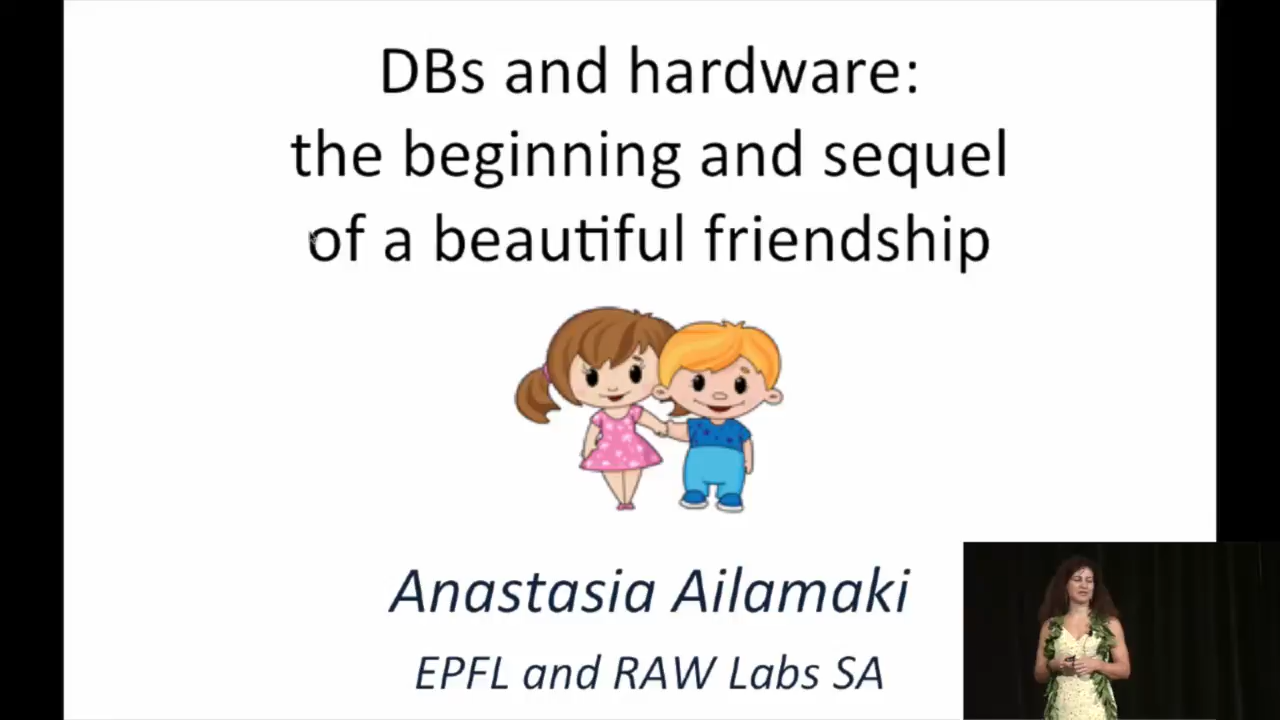 DBs and hardware:
the beginning and sequel
of a beautiful friendship
Anastasia Ailamaki
EPFL and RAW Labs SA